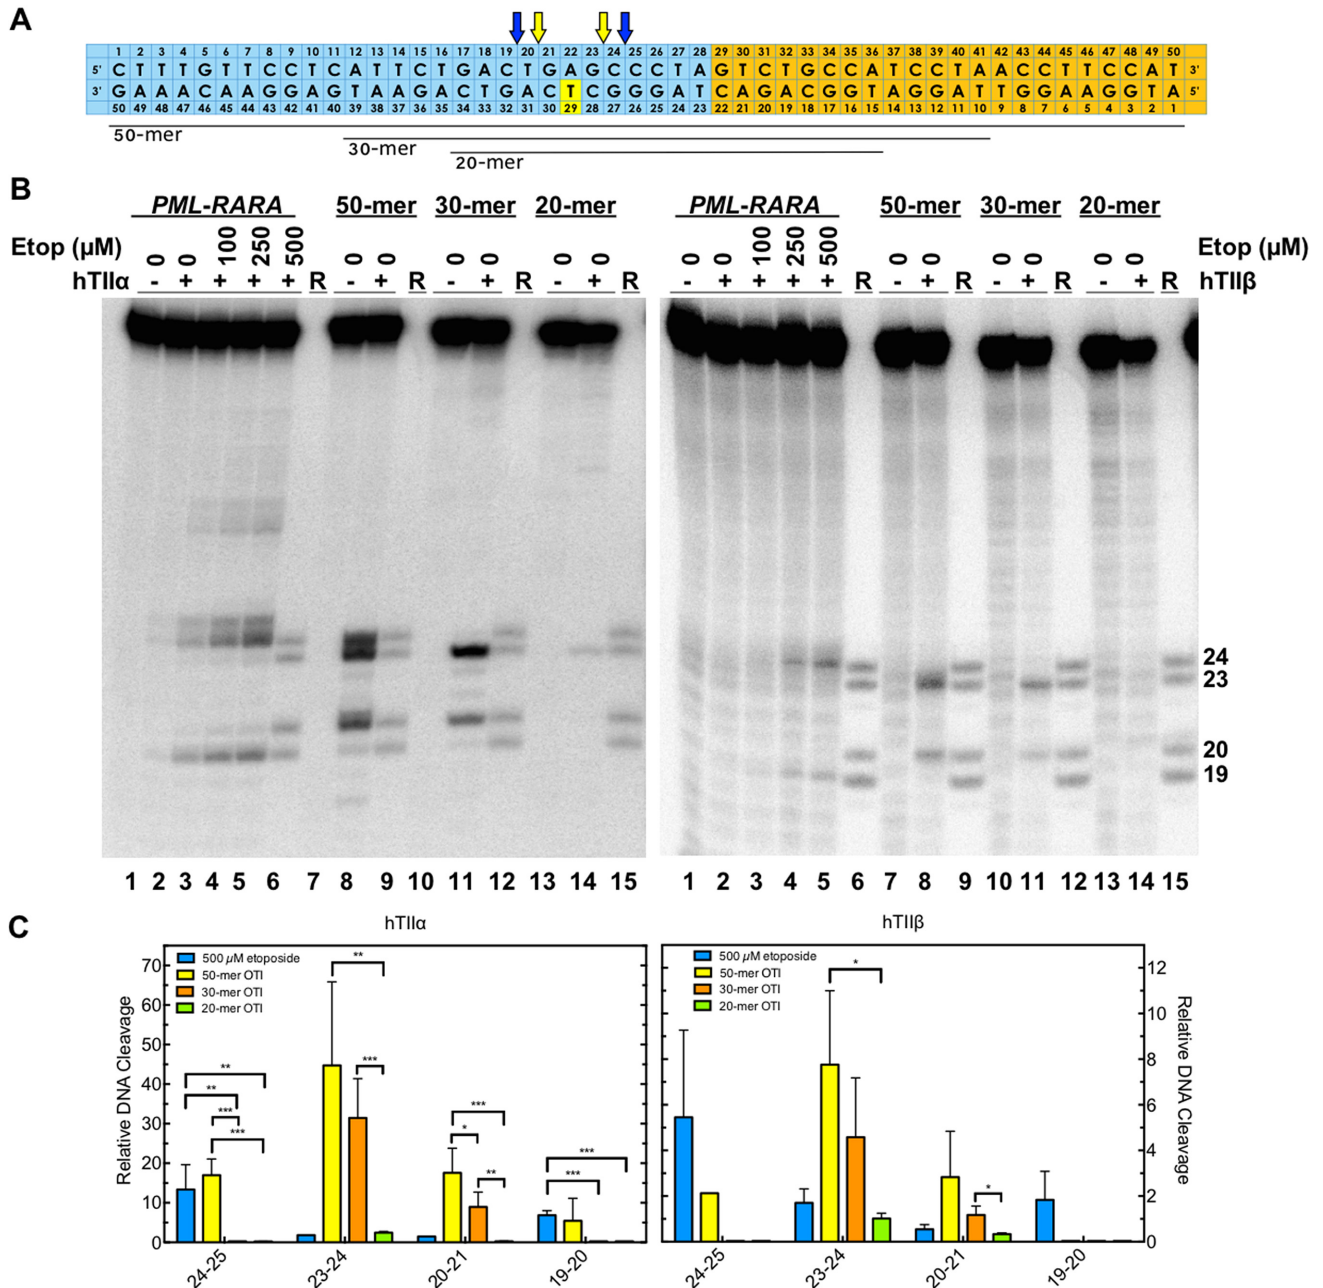 A
1 2 3 4 5 6 7 8 9 10 11 12 13 14 15 16 17 18 19 20 21 22 23 24 25 26 27 28 29 30 31 32 33 34 35 36 37 38 39 40 41 42 43 44 45 46 47 48 49 50
5' C T T T G T T C C T C A T T C T G A C T G A G C C C T A G T C T G C C A T C C T A A C C T T C C A T 3'
3' G A A A C A A G G A G T A A G A C T G A C T C G G G A T C A G A C G G T A G G A T T G G A A G G T A 5'
50 49 48 47 46 45 44 43 42 41 40 39 38 37 36 35 34 33 32 31 30 29 28 27 26 25 24 23 22 21 20 19 18 17 16 15 14 13 12 11 10 9 8 7 6 5 4 3 2 1
50-mer
30-mer
20-mer
B
PML-RARA 50-mer 30-mer 20-mer PML-RARA 50-mer 30-mer 20-mer
Etop (µM) 0 0 100 250 500 0 0 0 0 0 0 0 0 100 250 500 0 0 0 0 0 0 Etop (µM)
hTIIα - + + + + R - + R - + R - + R - + + + + R - + R - + R - + R hTIIβ
24
23
20
19
1 2 3 4 5 6 7 8 9 10 11 12 13 14 15 1 2 3 4 5 6 7 8 9 10 11 12 13 14 15
C
hTIIα hTIIβ
Relative DNA Cleavage
70
60
50
40
30
20
10
0
500 µM etoposide
50-mer OTI
30-mer OTI
20-mer OTI
** ** *** *** ** *** *** * ** *** ***
24-25 23-24 20-21 19-20
500 µM etoposide
50-mer OTI
30-mer OTI
20-mer OTI
* *
12
10
8
6
4
2
0
Relative DNA Cleavage
24-25 23-24 20-21 19-20